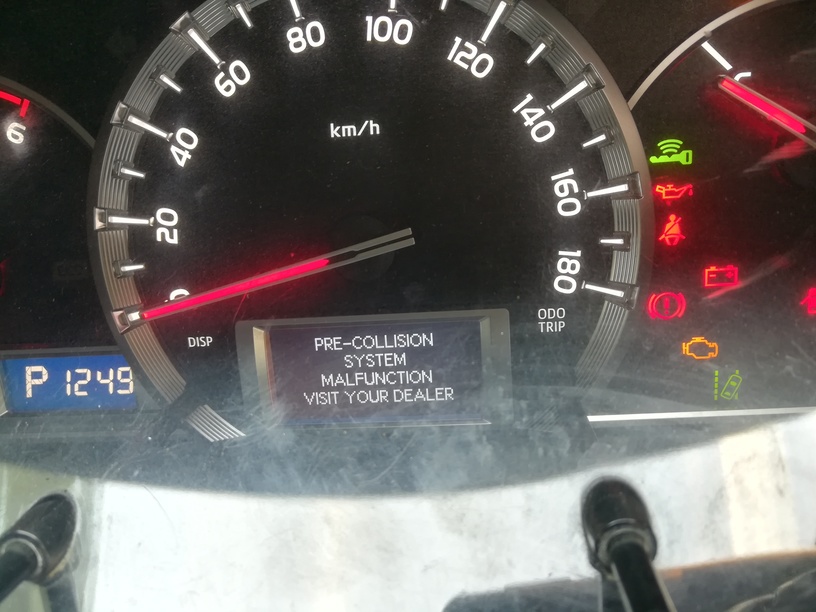 80
100
120
60
km/h
140
6
40
160
20
180
0
DISP
ODO
TRIP
PRE-COLLISION
SYSTEM
MALFUNCTION
VISIT YOUR DEALER
P 1249